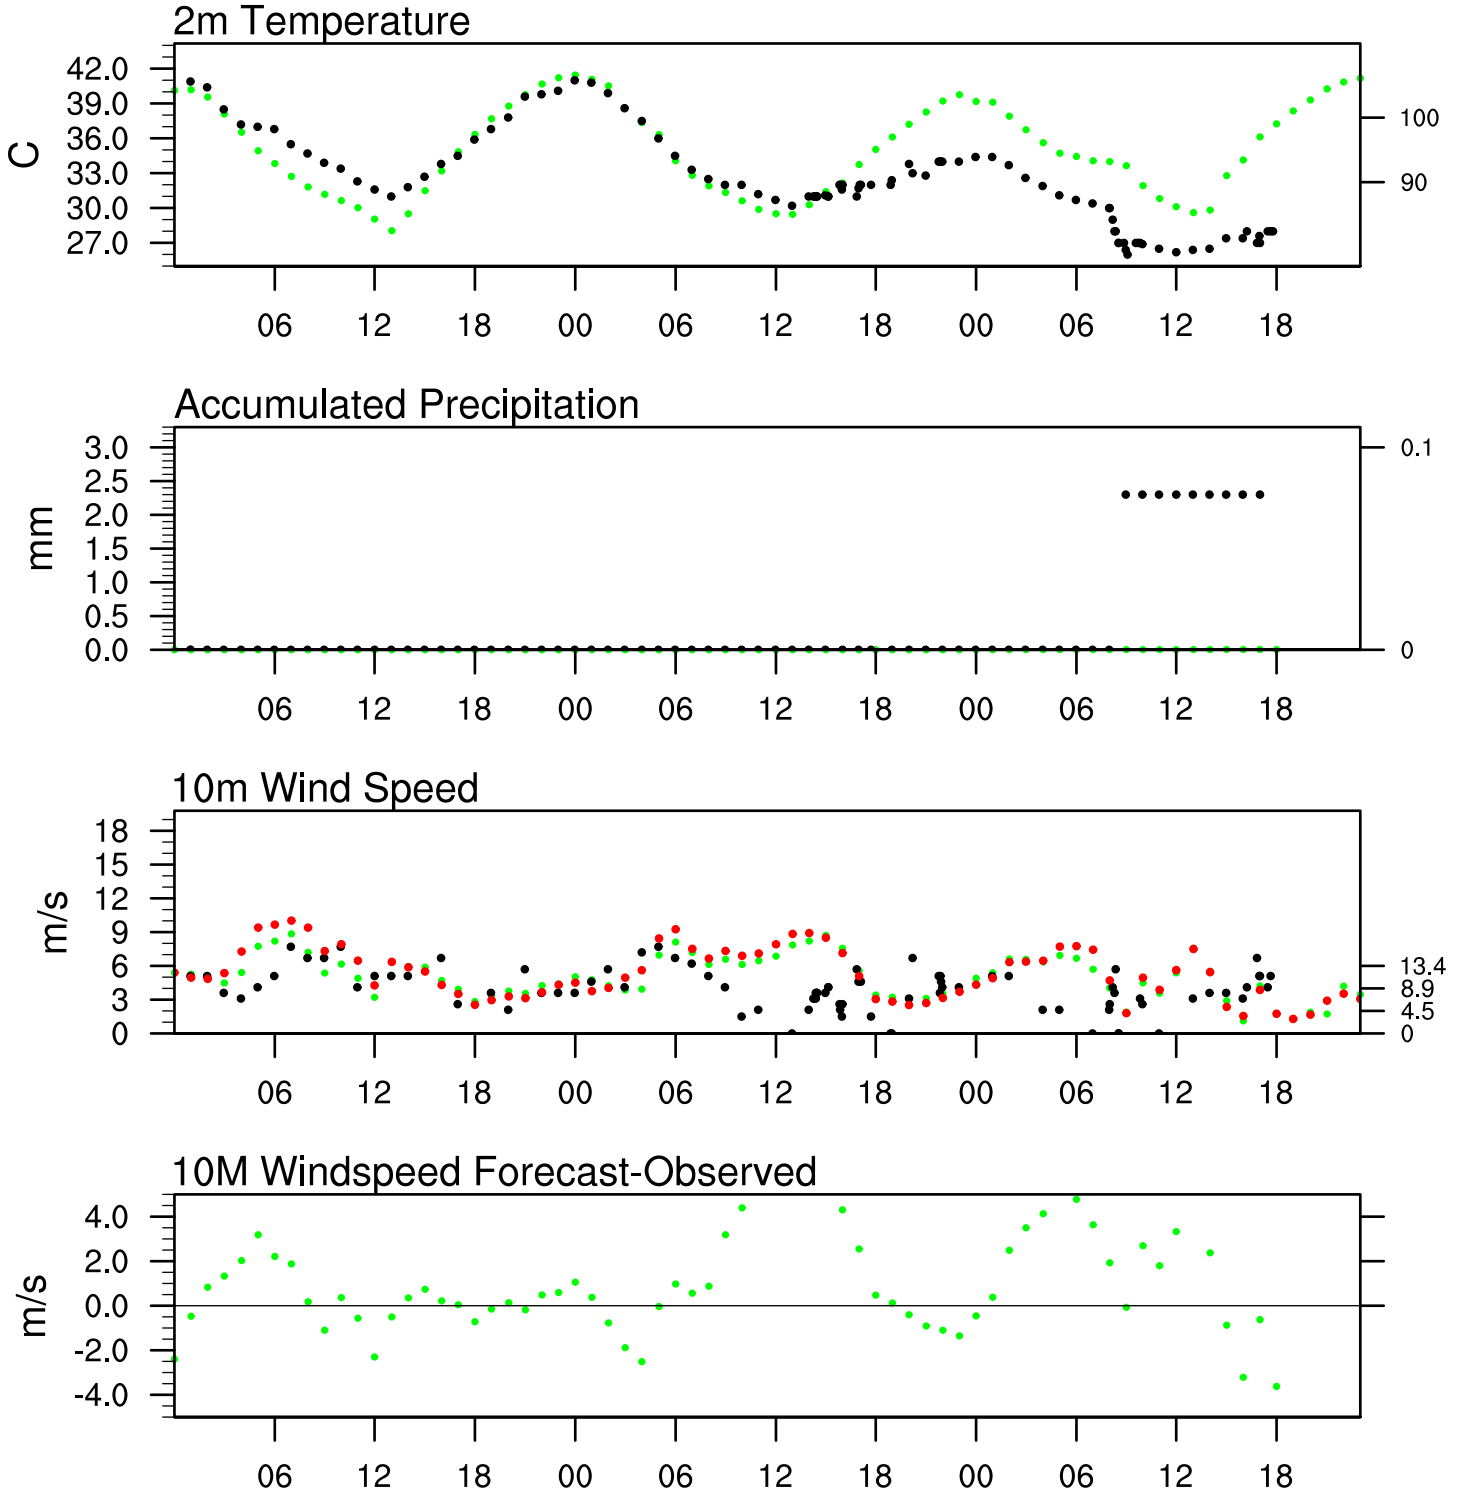 2m Temperature
42.0
39.0
36.0
33.0
30.0
27.0
C
100
90
06 12 18 00 06 12 18 00 06 12 18
Accumulated Precipitation
3.0
2.5
2.0
1.5
1.0
0.5
0.0
mm
0.1
0
06 12 18 00 06 12 18 00 06 12 18
10m Wind Speed
18
15
12
9
6
3
0
m/s
13.4
8.9
4.5
0
06 12 18 00 06 12 18 00 06 12 18
10M Windspeed Forecast-Observed
4.0
2.0
0.0
-2.0
-4.0
m/s
06 12 18 00 06 12 18 00 06 12 18